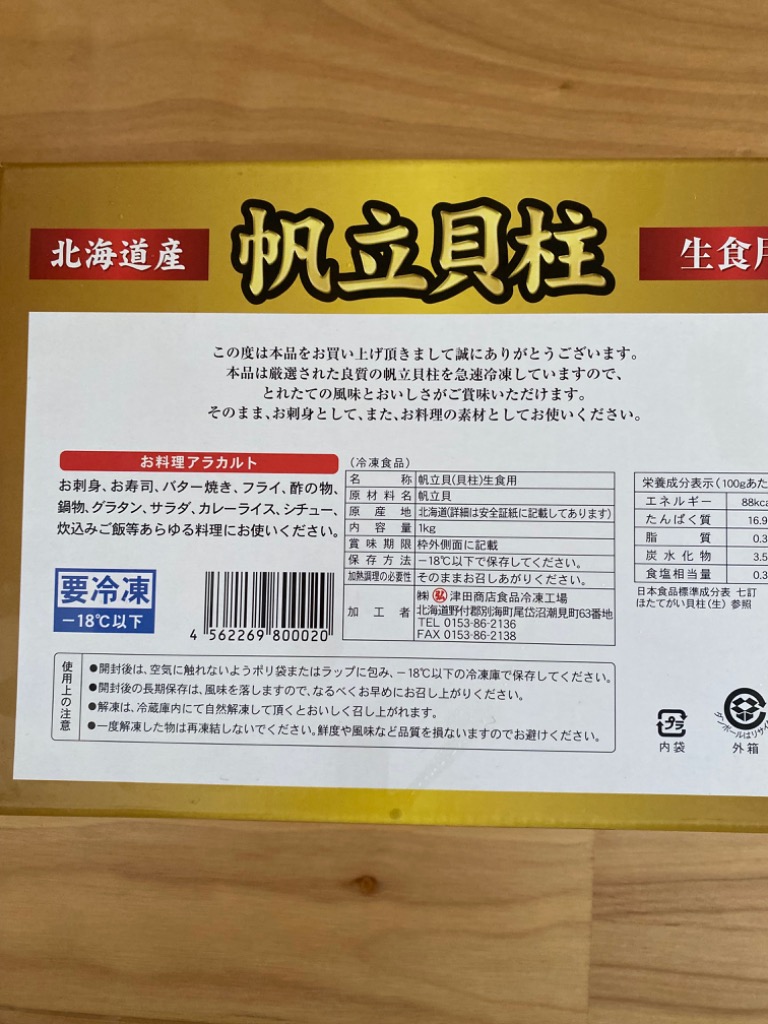 北海道産
帆立貝柱
生食用
この度は本品をお買い上げ頂きまして誠にありがとうございます。
本品は厳選された良質の帆立貝柱を急速冷凍していますので、
とれたての風味とおいしさがご賞味いただけます。
そのまま、お刺身として、また、お料理の素材としてお使いください。
お料理アラカルト
お刺身、お寿司、バター焼き、フライ、酢の物、
鍋物、グラタン、サラダ、カレーライス、シチュー、
炊込みご飯等あらゆる料理にお使いください。
要冷凍
－18℃以下
4 562269 800020
(冷凍食品)
名称 帆立貝(貝柱)生食用
原材料名 帆立貝
原産地 北海道(詳細は安全証紙に記載してあります)
内容量 1kg
賞味期限 枠外側面に記載
保存方法 －18℃以下で保存してください。
加熱調理の必要性 そのままお召しあがりください。
加工者 ㈱ 弘 津田商店食品冷凍工場
北海道野付郡別海町尾岱沼潮見町63番地
TEL 0153-86-2136
FAX 0153-86-2138
栄養成分表示(100gあた
エネルギー 88kca
たんぱく質 16.9
脂質 0.3
炭水化物 3.5
食塩相当量 0.3
日本食品標準成分表 七訂
ほたてがい貝柱(生) 参照
使用上の注意
●開封後は、空気に触れないようポリ袋またはラップに包み、－18℃以下の冷凍庫で保存してください。
●開封後の長期保存は、風味を落しますので、なるべくお早めにお召し上がりください。
●解凍は、冷蔵庫内にて自然解凍して頂くとおいしく召し上がれます。
●一度解凍した物は再凍結しないでください。鮮度や風味など品質を損ないますのでお避けください。
プラ
内袋
ダンボールはリサイ
外箱